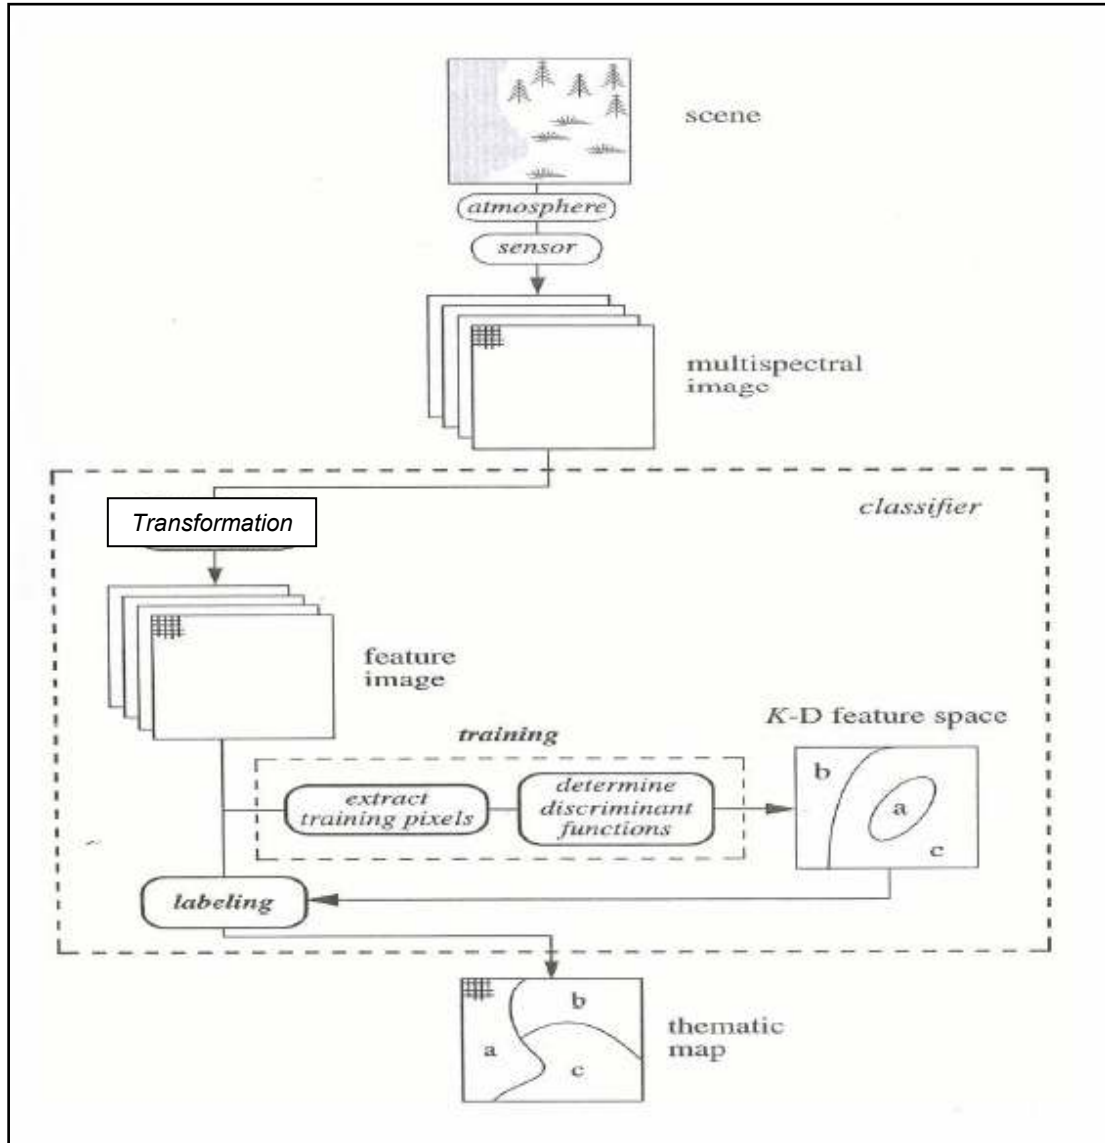 scene
atmosphere
sensor
multispectral
image
classifier
Transformation
feature
image
K-D feature space
training
b
extract
training pixels
determine
discriminant
functions
a
c
labeling
b
a
c
thematic
map